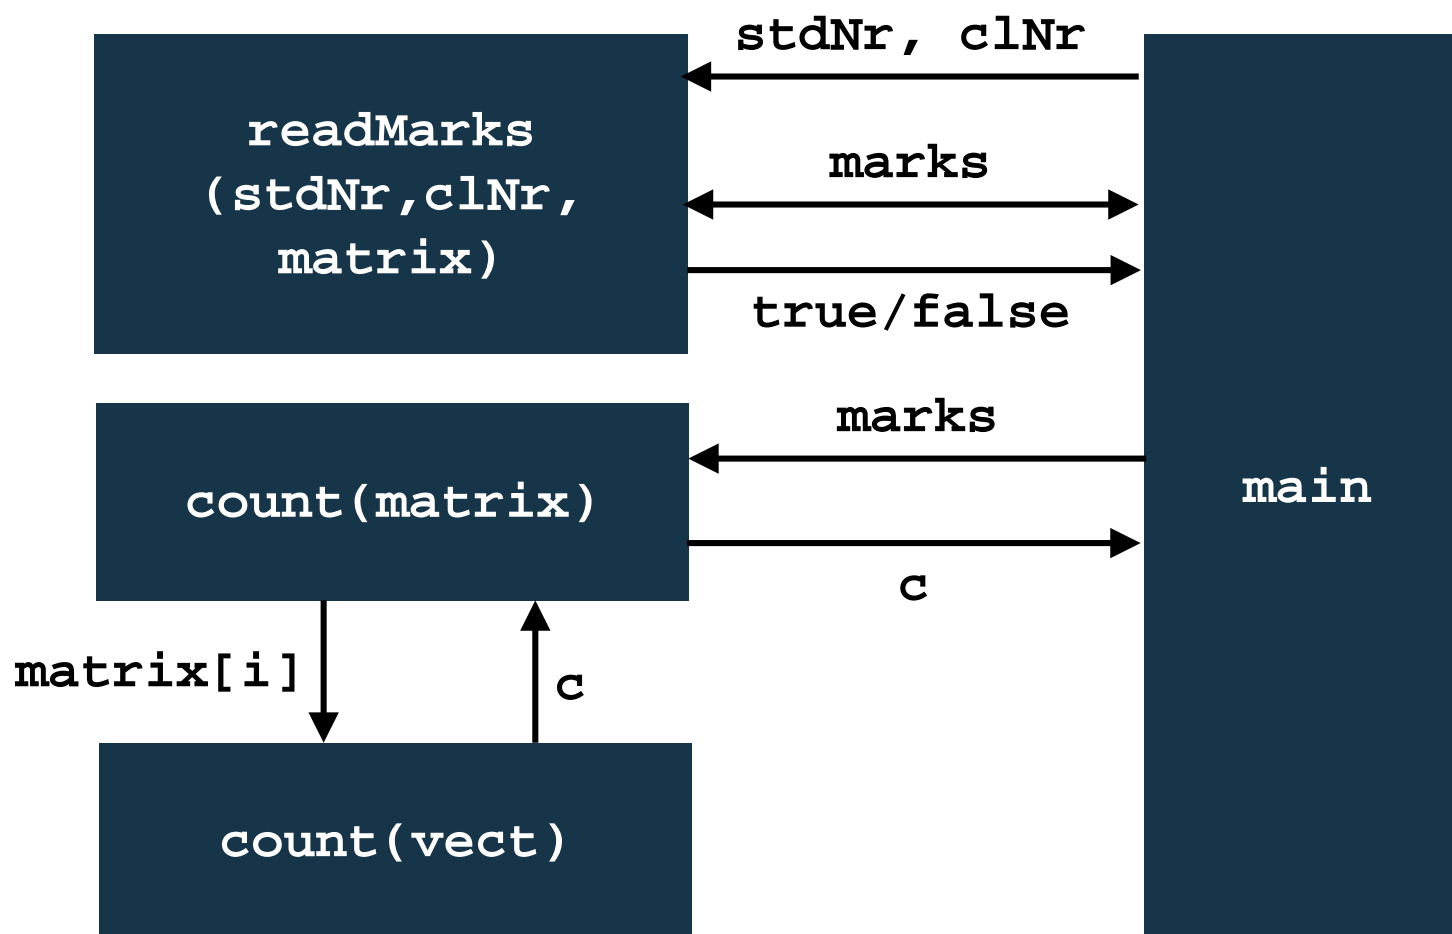 stdNr, clNr
readMarks
(stdNr,clNr,
matrix)
marks
true/false
marks
count(matrix)
main
c
matrix[i]
c
count(vect)